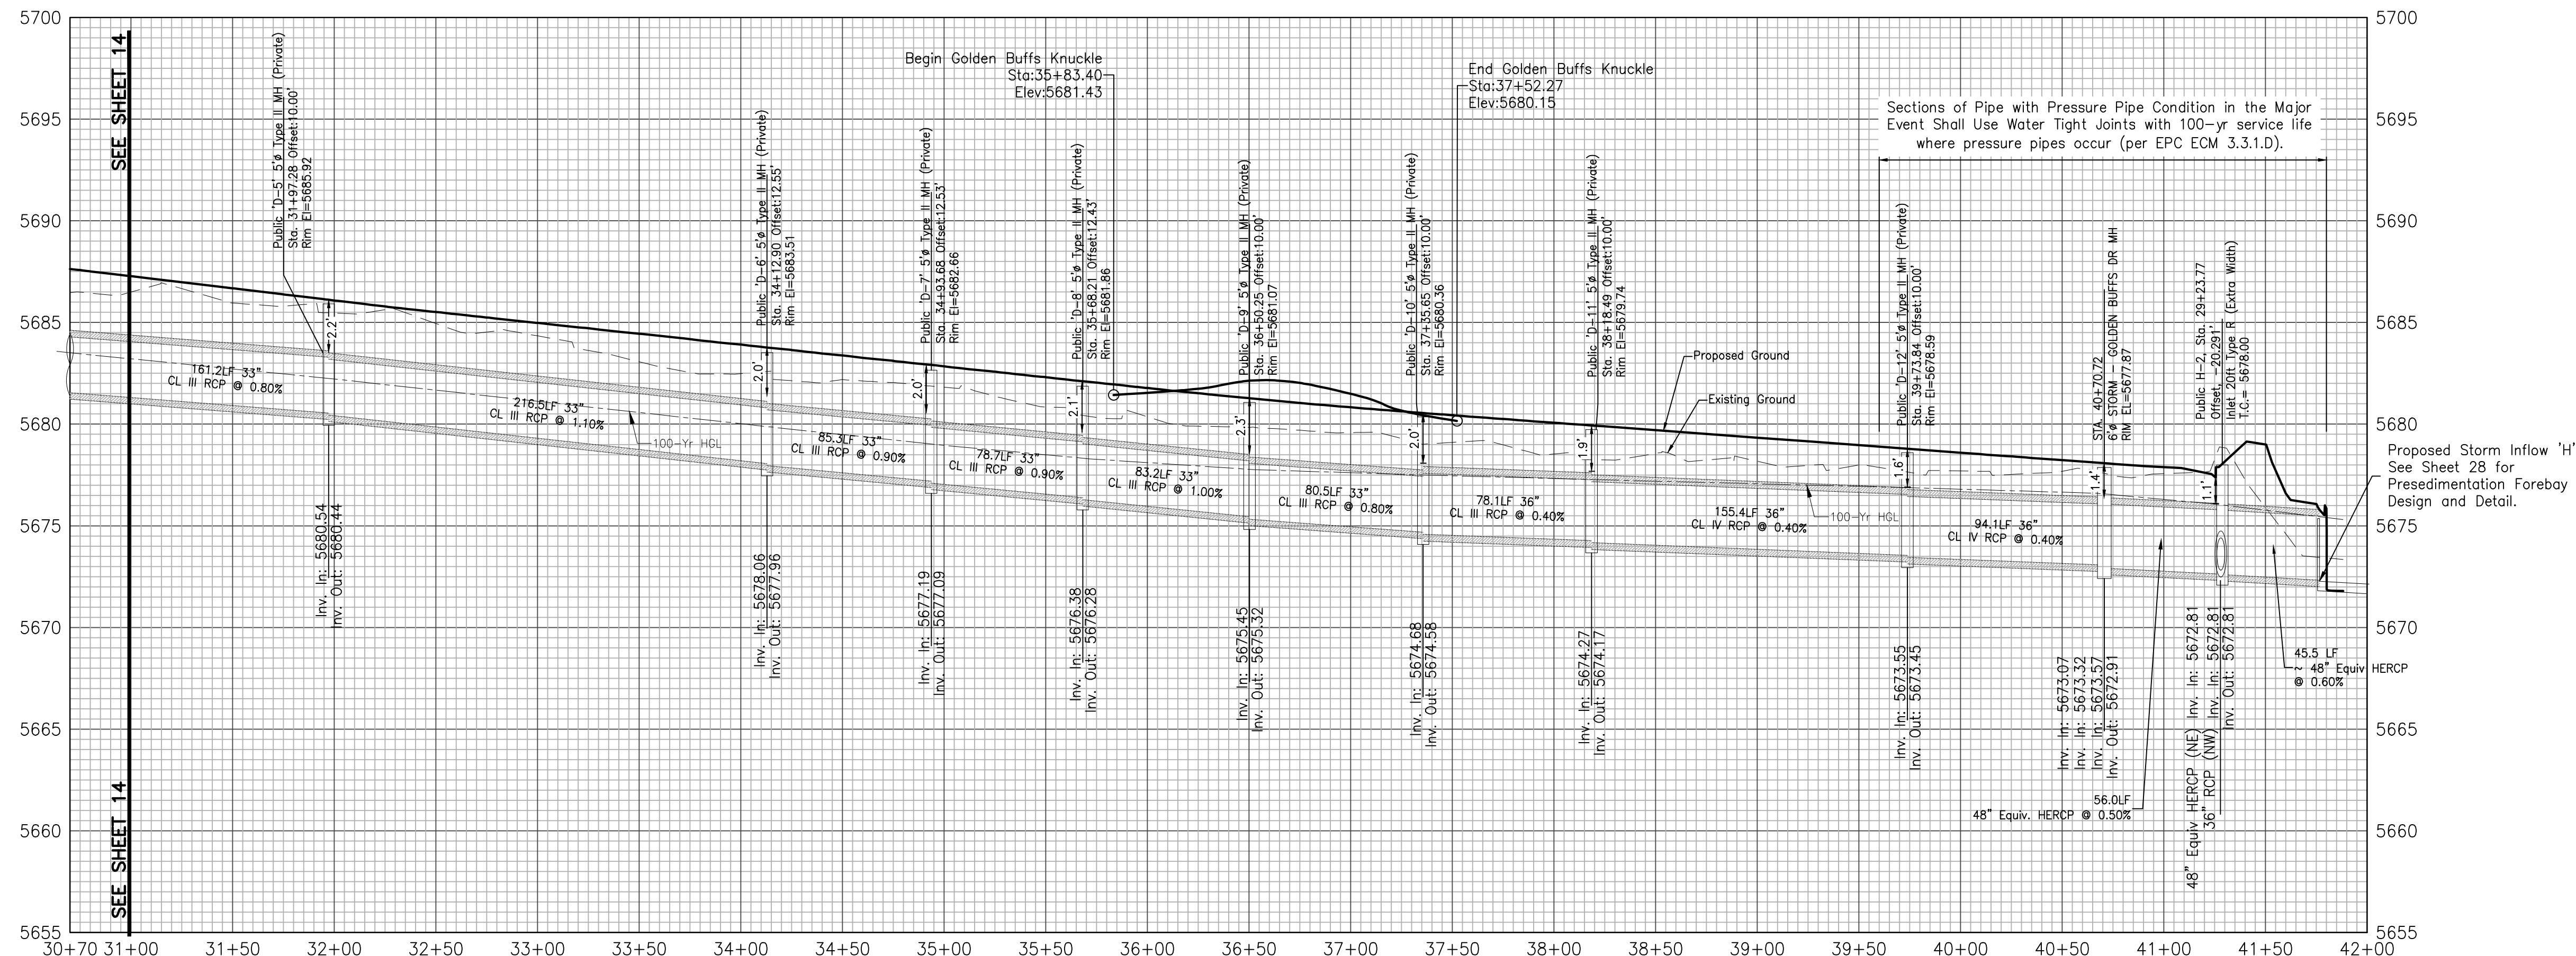 5700
5695
5690
5685
5680
5675
5670
5665
5660
5655
SEE SHEET 14
SEE SHEET 14
Public 'D-5' 5'ø Type II MH (Private)
Sta. 31+97.28 Offset:10.00'
Rim El=5685.92
2.2'
161.2LF 33"
CL III RCP @ 0.80%
Inv. In: 5680.54
Inv. Out: 5680.44
216.5LF 33"
CL III RCP @ 1.10%
100-Yr HGL
Public 'D-6' 5'ø Type II MH (Private)
Sta. 34+12.90 Offset:12.55'
Rim El=5683.51
2.0'
Inv. In: 5678.06
Inv. Out: 5677.96
85.3LF 33"
CL III RCP @ 0.90%
Public 'D-7' 5'ø Type II MH (Private)
Sta. 34+93.68 Offset:12.53'
Rim El=5682.66
2.0'
Inv. In: 5677.19
Inv. Out: 5677.09
78.7LF 33"
CL III RCP @ 0.90%
Begin Golden Buffs Knuckle
Sta:35+83.40
Elev:5681.43
Public 'D-8' 5'ø Type II MH (Private)
Sta. 35+68.21 Offset:12.43'
Rim El=5681.86
2.1'
Inv. In: 5676.38
Inv. Out: 5676.28
83.2LF 33"
CL III RCP @ 1.00%
Public 'D-9' 5'ø Type II MH (Private)
Sta. 36+50.25 Offset:10.00'
Rim El=5681.07
2.3'
Inv. In: 5675.45
Inv. Out: 5675.32
80.5LF 33"
CL III RCP @ 0.80%
Public 'D-10' 5'ø Type II MH (Private)
Sta. 37+35.65 Offset:10.00'
Rim El=5680.36
2.0'
Inv. In: 5674.68
Inv. Out: 5674.58
End Golden Buffs Knuckle
Sta:37+52.27
Elev:5680.15
78.1LF 36"
CL III RCP @ 0.40%
Public 'D-11' 5'ø Type II MH (Private)
Sta. 38+18.49 Offset:10.00'
Rim El=5679.74
1.9'
Inv. In: 5674.27
Inv. Out: 5674.17
Proposed Ground
Existing Ground
155.4LF 36"
CL IV RCP @ 0.40%
100-Yr HGL
Sections of Pipe with Pressure Pipe Condition in the Major
Event Shall Use Water Tight Joints with 100-yr service life
where pressure pipes occur (per EPC ECM 3.3.1.D).
Public 'D-12' 5'ø Type II MH (Private)
Sta. 39+73.84 Offset:10.00'
Rim El=5678.59
1.6'
Inv. In: 5673.55
Inv. Out: 5673.45
94.1LF 36"
CL IV RCP @ 0.40%
STA. 40+70.72
6'ø STORM - GOLDEN BUFFS DR MH
RIM EL=5677.87
1.4'
Inv. In: 5673.07
Inv. In: 5673.32
Inv. In: 5673.57
Inv. Out: 5672.91
56.0LF
48" Equiv. HERCP @ 0.50%
Public H-2, Sta. 29+23.77
Offset, -20.291'
Inlet 20ft Type R (Extra Width)
T.C.= 5678.00
1.1'
48" Equiv HERCP (NE) Inv. In: 5672.81
36" RCP (NW) Inv. In: 5672.81
Inv. Out: 5672.81
45.5 LF
~ 48" Equiv HERCP
@ 0.60%
5700
5695
5690
5685
5680
Proposed Storm Inflow 'H'
See Sheet 28 for
Presedimentation Forebay
Design and Detail.
5675
5670
5665
5660
5655
30+70 31+00 31+50 32+00 32+50 33+00 33+50 34+00 34+50 35+00 35+50 36+00 36+50 37+00 37+50 38+00 38+50 39+00 39+50 40+00 40+50 41+00 41+50 42+00